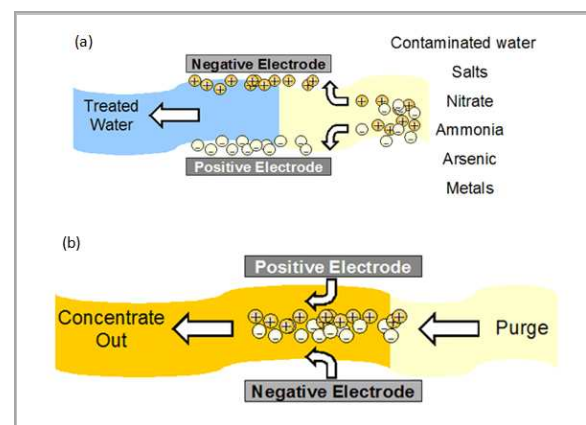 (a)
Negative Electrode
Treated
Water
Positive Electrode
Contaminated water
Salts
Nitrate
Ammonia
Arsenic
Metals
(b)
Positive Electrode
Concentrate
Out
Purge
Negative Electrode